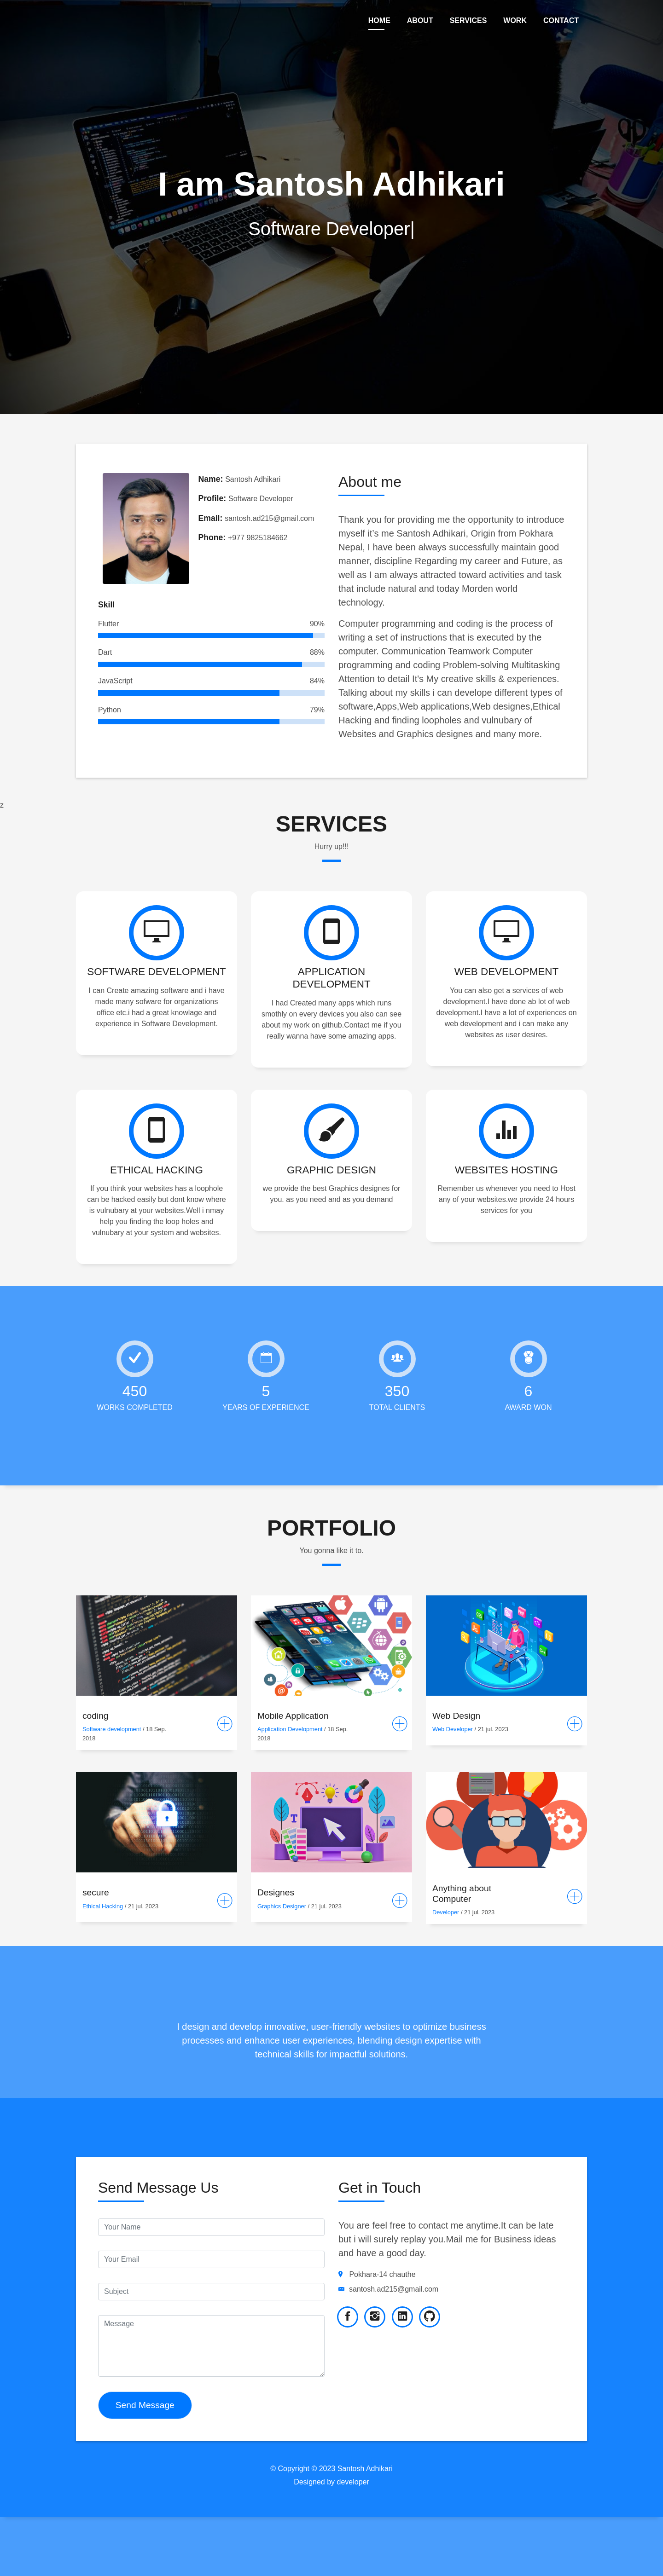 HOME ABOUT SERVICES WORK CONTACT
I am Santosh Adhikari
Software Developer|
Name: Santosh Adhikari
Profile: Software Developer
Email: santosh.ad215@gmail.com
Phone: +977 9825184662
Skill
Flutter 90%
Dart 88%
JavaScript 84%
Python 79%
About me
Thank you for providing me the opportunity to introduce
myself it's me Santosh Adhikari, Origin from Pokhara
Nepal, I have been always successfully maintain good
manner, discipline Regarding my career and Future, as
well as I am always attracted toward activities and task
that include natural and today Morden world
technology.
Computer programming and coding is the process of
writing a set of instructions that is executed by the
computer. Communication Teamwork Computer
programming and coding Problem-solving Multitasking
Attention to detail It's My creative skills & experiences.
Talking about my skills i can develope different types of
software,Apps,Web applications,Web designes,Ethical
Hacking and finding loopholes and vulnubary of
Websites and Graphics designes and many more.
z
SERVICES
Hurry up!!!
SOFTWARE DEVELOPMENT
I can Create amazing software and i have
made many sofware for organizations
office etc.i had a great knowlage and
experience in Software Development.
APPLICATION
DEVELOPMENT
I had Created many apps which runs
smothly on every devices you also can see
about my work on github.Contact me if you
really wanna have some amazing apps.
WEB DEVELOPMENT
You can also get a services of web
development.I have done ab lot of web
development.I have a lot of experiences on
web development and i can make any
websites as user desires.
ETHICAL HACKING
If you think your websites has a loophole
can be hacked easily but dont know where
is vulnubary at your websites.Well i nmay
help you finding the loop holes and
vulnubary at your system and websites.
GRAPHIC DESIGN
we provide the best Graphics designes for
you. as you need and as you demand
WEBSITES HOSTING
Remember us whenever you need to Host
any of your websites.we provide 24 hours
services for you
450
WORKS COMPLETED
5
YEARS OF EXPERIENCE
350
TOTAL CLIENTS
6
AWARD WON
PORTFOLIO
You gonna like it to.
coding
Software development / 18 Sep.
2018
Mobile Application
Application Development / 18 Sep.
2018
Web Design
Web Developer / 21 jul. 2023
secure
Ethical Hacking / 21 jul. 2023
Designes
Graphics Designer / 21 jul. 2023
Anything about
Computer
Developer / 21 jul. 2023
I design and develop innovative, user-friendly websites to optimize business
processes and enhance user experiences, blending design expertise with
technical skills for impactful solutions.
Send Message Us
Your Name
Your Email
Subject
Message
Send Message
Get in Touch
You are feel free to contact me anytime.It can be late
but i will surely replay you.Mail me for Business ideas
and have a good day.
Pokhara-14 chauthe
santosh.ad215@gmail.com
© Copyright © 2023 Santosh Adhikari
Designed by developer